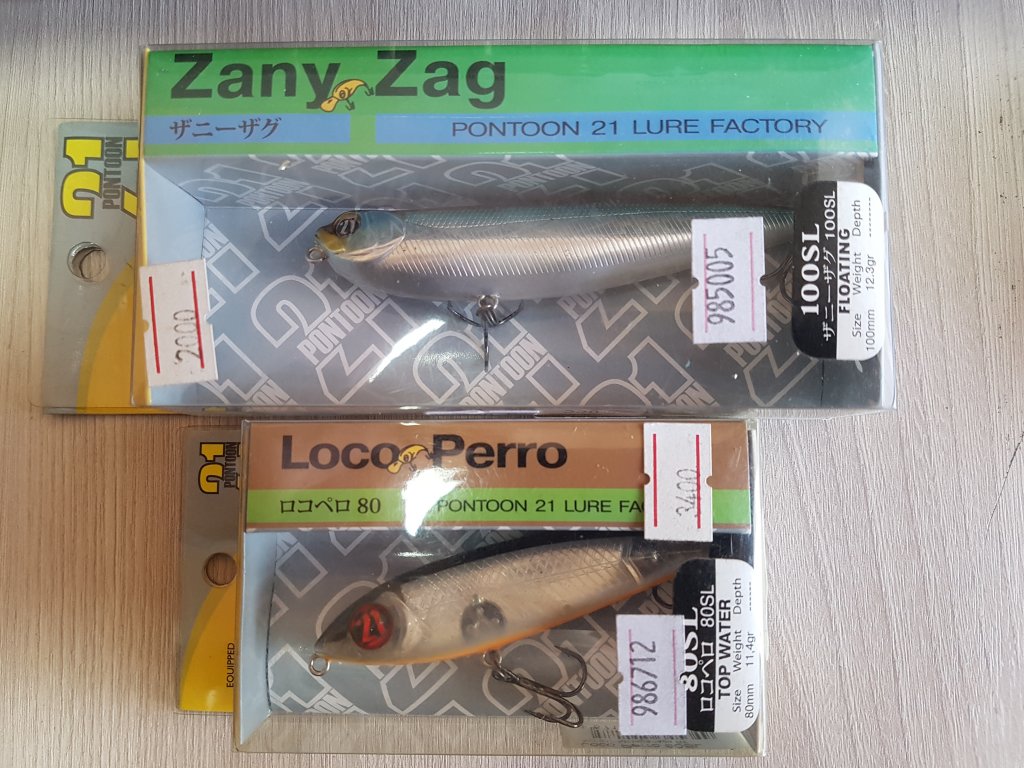 Zany Zag
ザニーザグ
PONTOON 21 LURE FACTORY
21
PONTOON
2000
985005
100SL
ザニーザグ 100SL
FLOATING
Size Weight Depth
100mm 12.3gr -------
Loco Perro
ロコペロ 80
PONTOON 21 LURE FA
21
PONTOON
3400
EQUIPPED
986712
80SL
ロコペロ 80SL
TOP WATER
Size Weight Depth
80mm 11,4gr ------